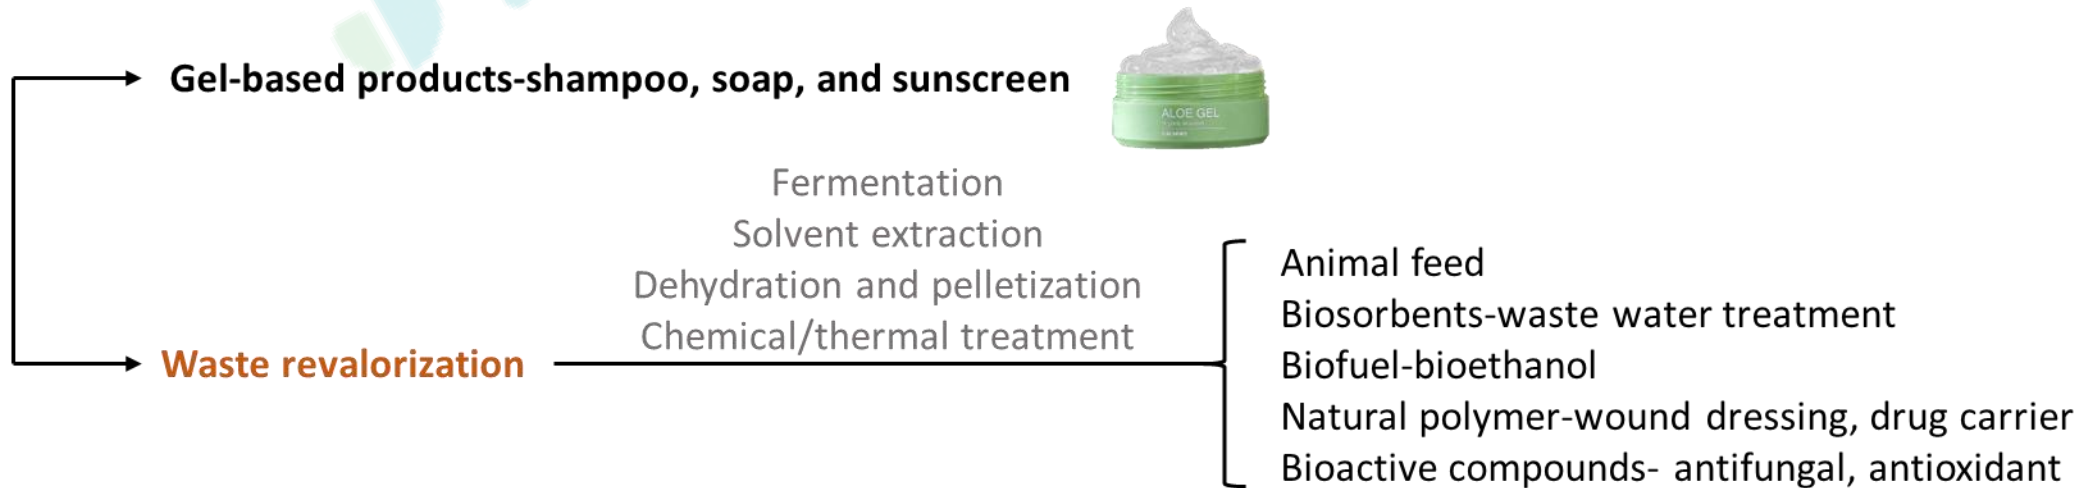 Gel-based products-shampoo, soap, and sunscreen
ALOE GEL
Fermentation
Solvent extraction
Dehydration and pelletization
Chemical/thermal treatment
Waste revalorization
Animal feed
Biosorbents-waste water treatment
Biofuel-bioethanol
Natural polymer-wound dressing, drug carrier
Bioactive compounds- antifungal, antioxidant